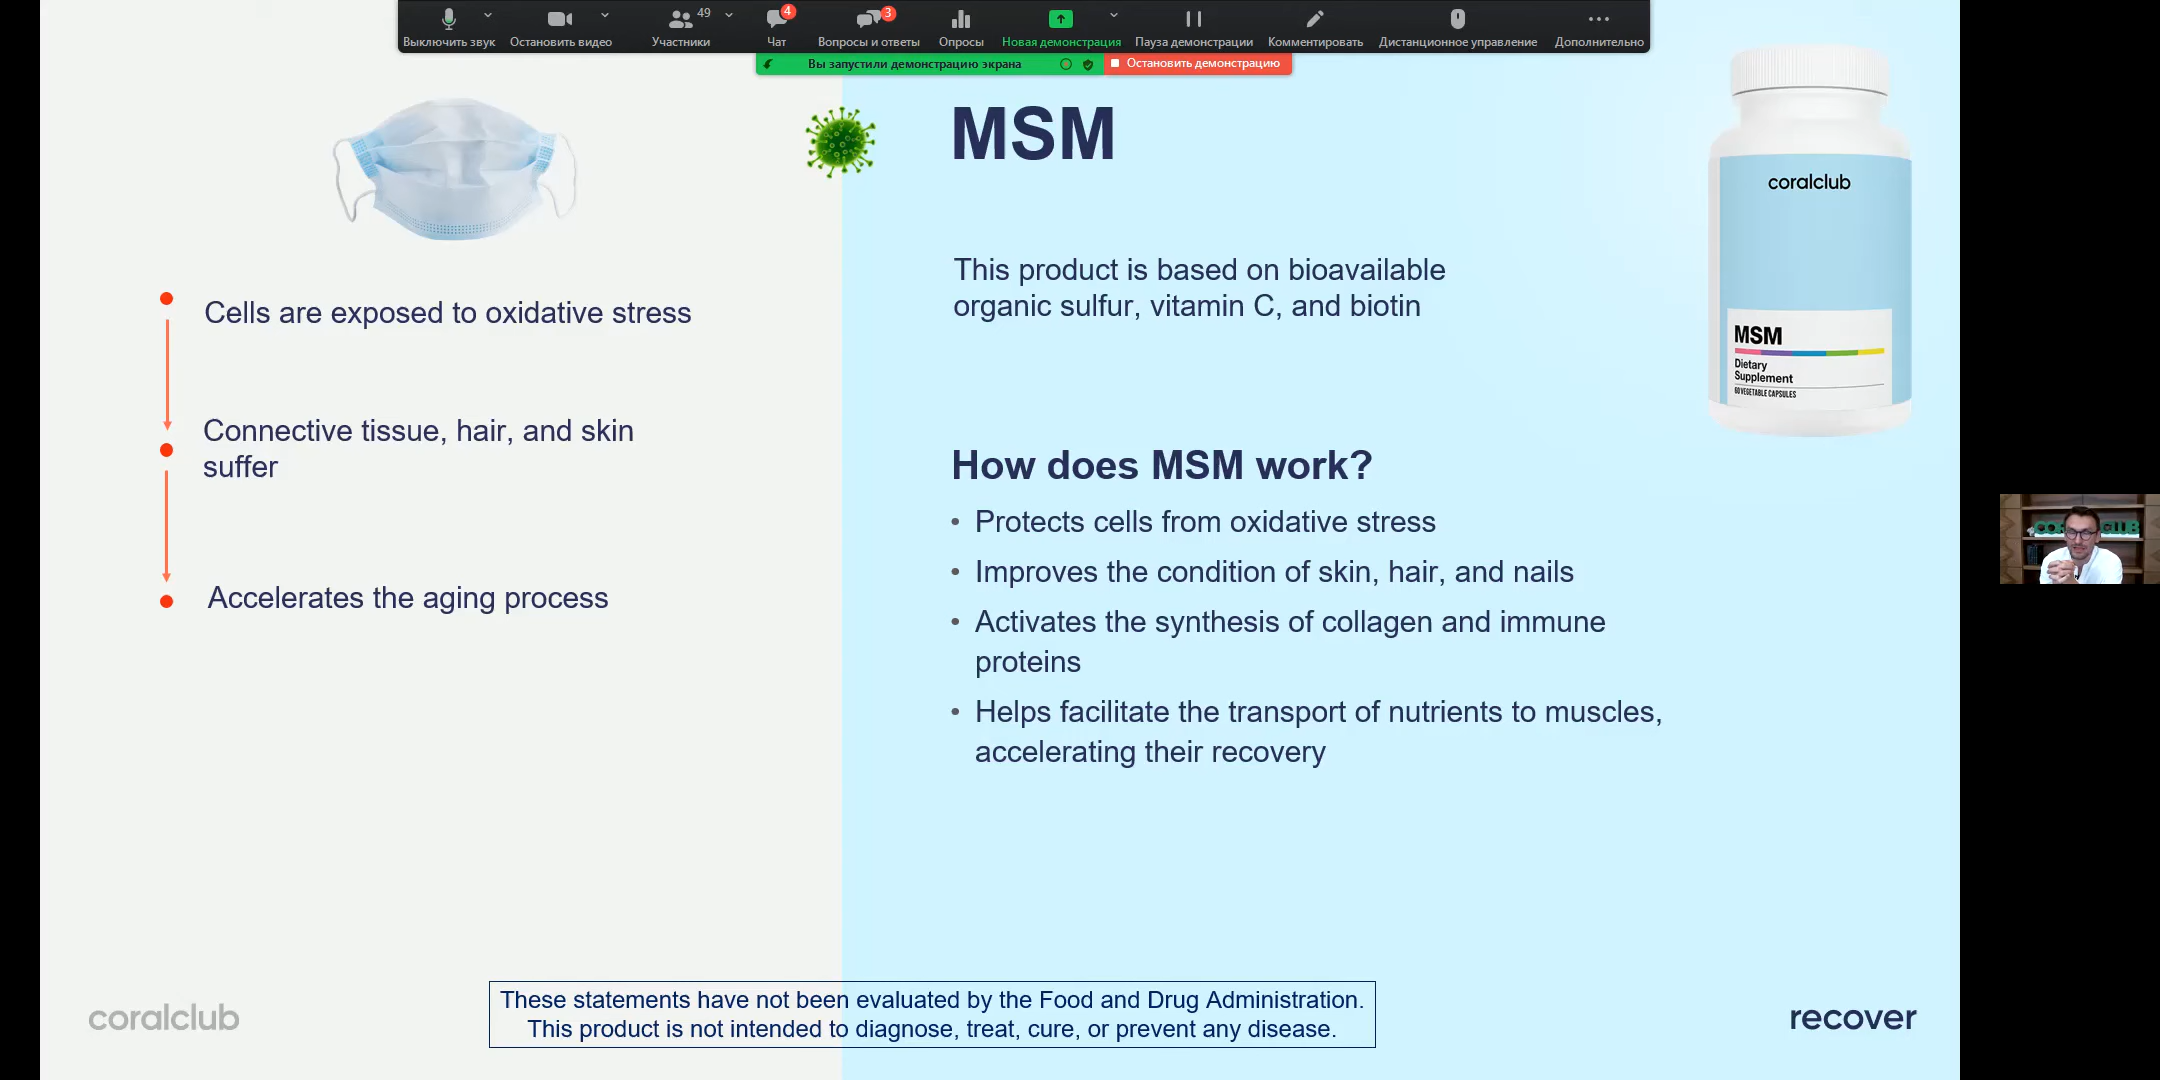 49
4
3
Выключить звук
Остановить видео
Участники
Чат
Вопросы и ответы
Опросы
Новая демонстрация
Пауза демонстрации
Комментировать
Дистанционное управление
Дополнительно
Вы запустили демонстрацию экрана
Остановить демонстрацию
Cells are exposed to oxidative stress
Connective tissue, hair, and skin
suffer
Accelerates the aging process
MSM
This product is based on bioavailable
organic sulfur, vitamin C, and biotin
How does MSM work?
• Protects cells from oxidative stress
• Improves the condition of skin, hair, and nails
• Activates the synthesis of collagen and immune
proteins
• Helps facilitate the transport of nutrients to muscles,
accelerating their recovery
coralclub
MSM
Dietary
Supplement
60 VEGETABLE CAPSULES
CORAL CLUB
coralclub
These statements have not been evaluated by the Food and Drug Administration.
This product is not intended to diagnose, treat, cure, or prevent any disease.
recover